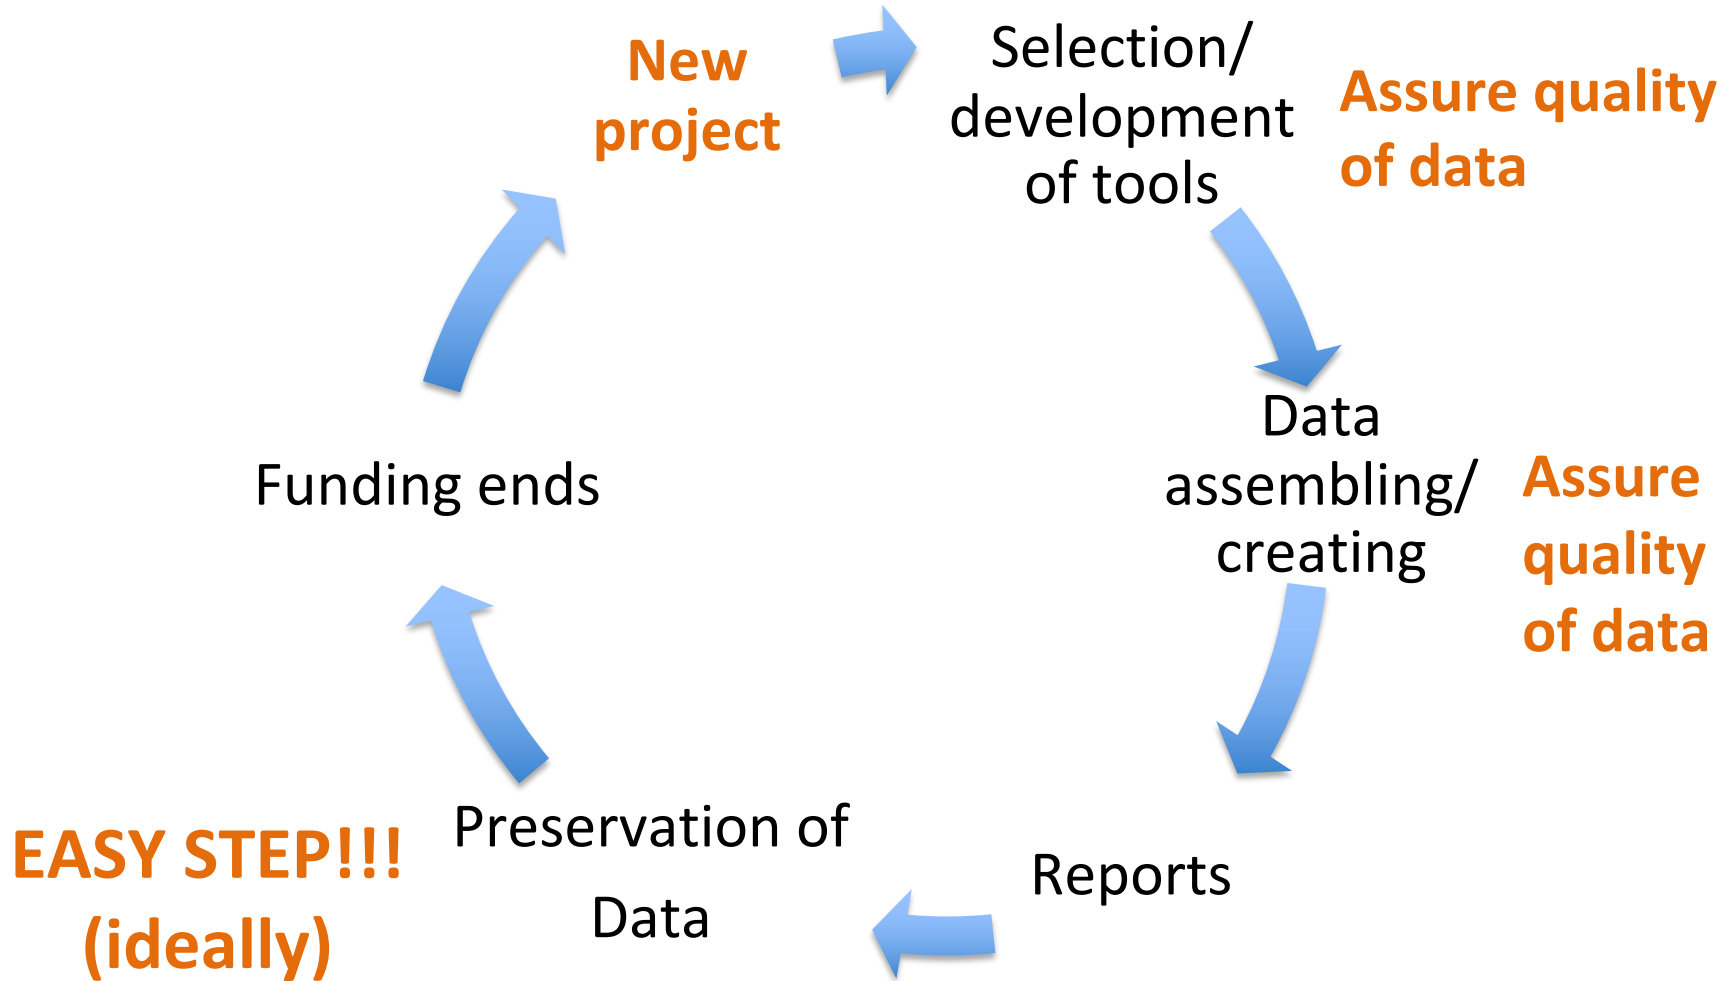 New
project
Selection/
development
of tools
Assure quality
of data
Data
assembling/
creating
Assure
quality
of data
Reports
Preservation of
Data
EASY STEP!!!
(ideally)
Funding ends